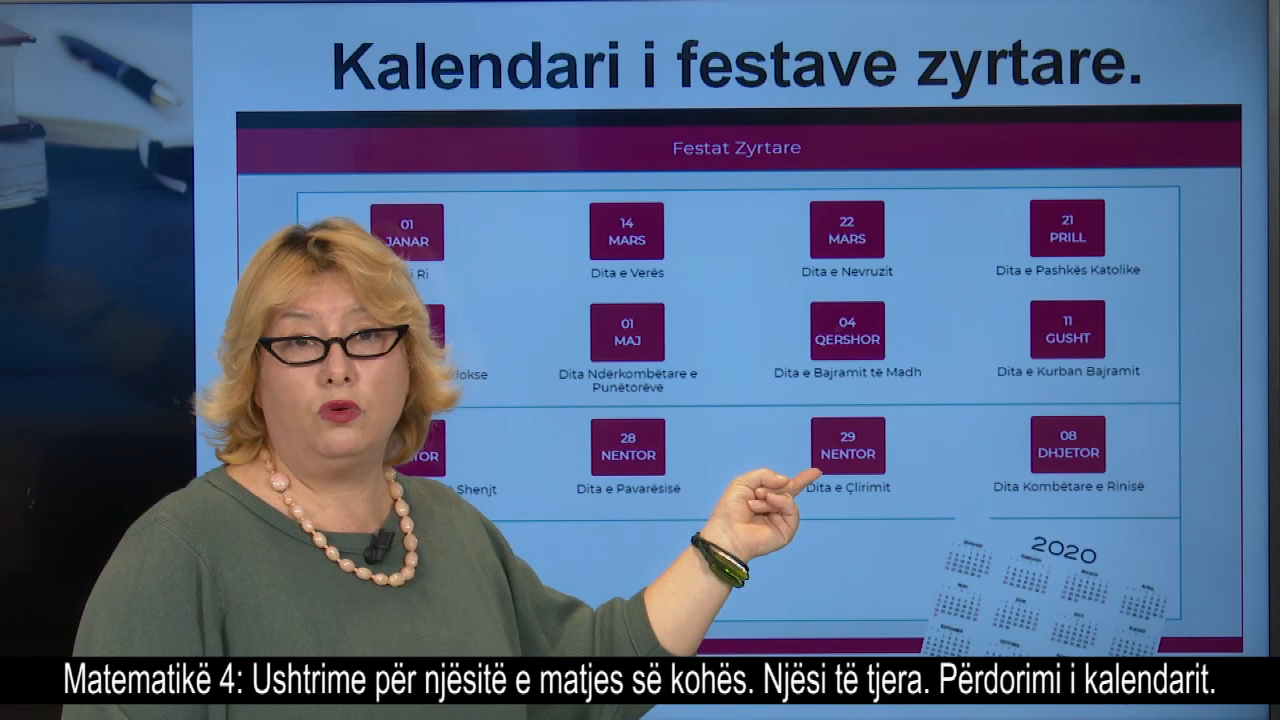 Kalendari i festave zyrtare.
Festat Zyrtare
01
JANAR
i Ri
14
MARS
Dita e Verës
22
MARS
Dita e Nevruzit
21
PRILL
Dita e Pashkës Katolike
01
MAJ
Dita Ndërkombëtare e
Punëtorëve
04
QERSHOR
Dita e Bajramit të Madh
11
GUSHT
Dita e Kurban Bajramit
Shenjt
28
NENTOR
Dita e Pavarësisë
29
NENTOR
Dita e Çlirimit
08
DHJETOR
Dita Kombëtare e Rinisë
2020
Matematikë 4: Ushtrime për njësitë e matjes së kohës. Njësi të tjera. Përdorimi i kalendarit.